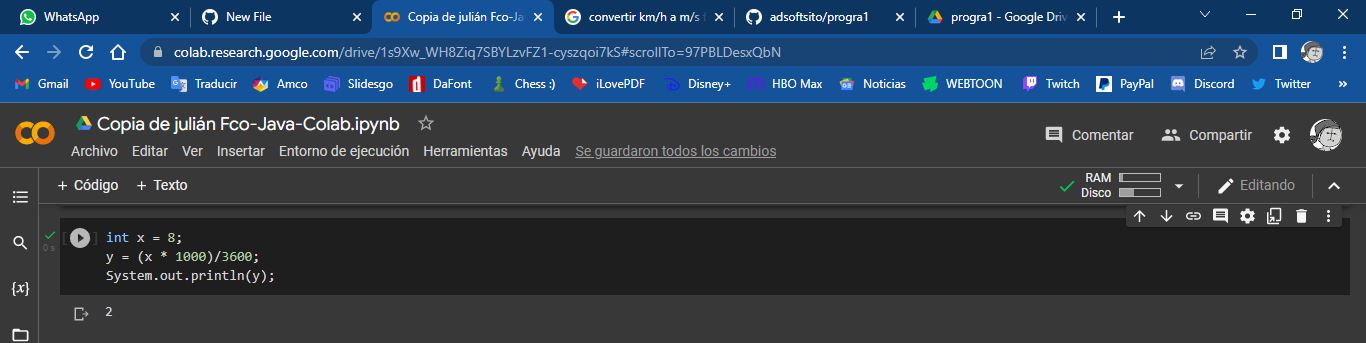 WhatsApp
New File
Copia de julián Fco-Ja
convertir km/h a m/s
adsoftsito/progra1
progra1 - Google Driv
colab.research.google.com/drive/1s9Xw_WH8Ziq7SBYLzvFZ1-cyszqoi7kS#scrollTo=97PBLDesxQbN
Gmail YouTube Traducir Amco Slidesgo DaFont Chess :) iLovePDF Disney+ HBO Max Noticias WEBTOON Twitch PayPal Discord Twitter »
Copia de julián Fco-Java-Colab.ipynb
Comentar Compartir
Archivo Editar Ver Insertar Entorno de ejecución Herramientas Ayuda Se guardaron todos los cambios
+ Código + Texto
RAM
Disco
Editando
0 s
int x = 8;
y = (x * 1000)/3600;
System.out.println(y);
{x}
2